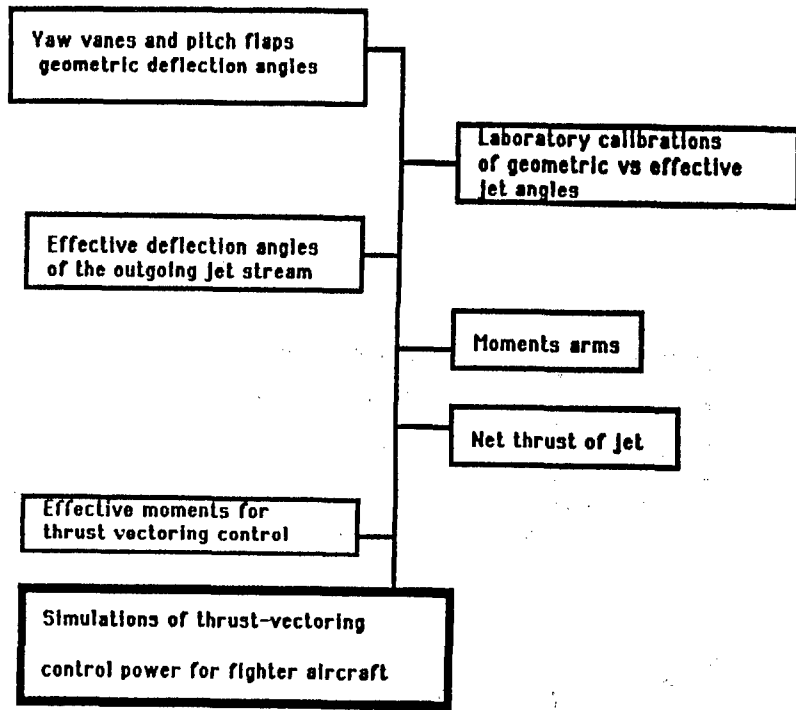 Yaw vanes and pitch flaps
geometric deflection angles
Laboratory calibrations
of geometric vs effective
jet angles
Effective deflection angles
of the outgoing jet stream
Moments arms
Net thrust of jet
Effective moments for
thrust vectoring control
Simulations of thrust-vectoring
control power for fighter aircraft